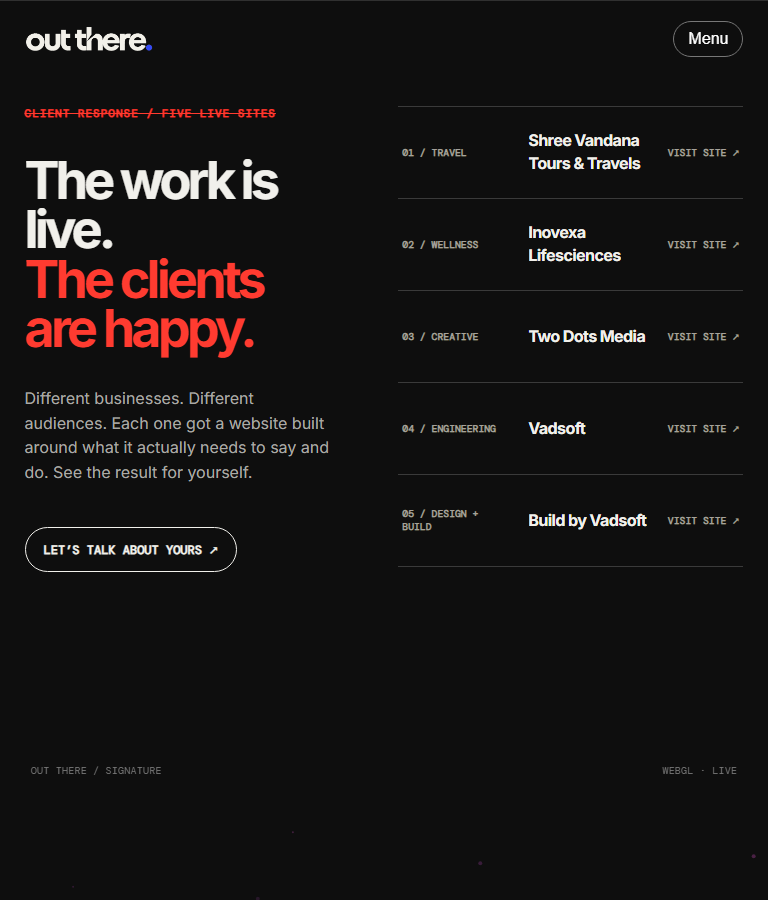 out there.
Menu
CLIENT RESPONSE / FIVE LIVE SITES
The work is
live.
The clients
are happy.
Different businesses. Different
audiences. Each one got a website built
around what it actually needs to say and
do. See the result for yourself.
LET’S TALK ABOUT YOURS ↗
01 / TRAVEL
Shree Vandana
Tours & Travels
VISIT SITE ↗
02 / WELLNESS
Inovexa
Lifesciences
VISIT SITE ↗
03 / CREATIVE
Two Dots Media
VISIT SITE ↗
04 / ENGINEERING
Vadsoft
VISIT SITE ↗
05 / DESIGN +
BUILD
Build by Vadsoft
VISIT SITE ↗
OUT THERE / SIGNATURE
WEBGL · LIVE